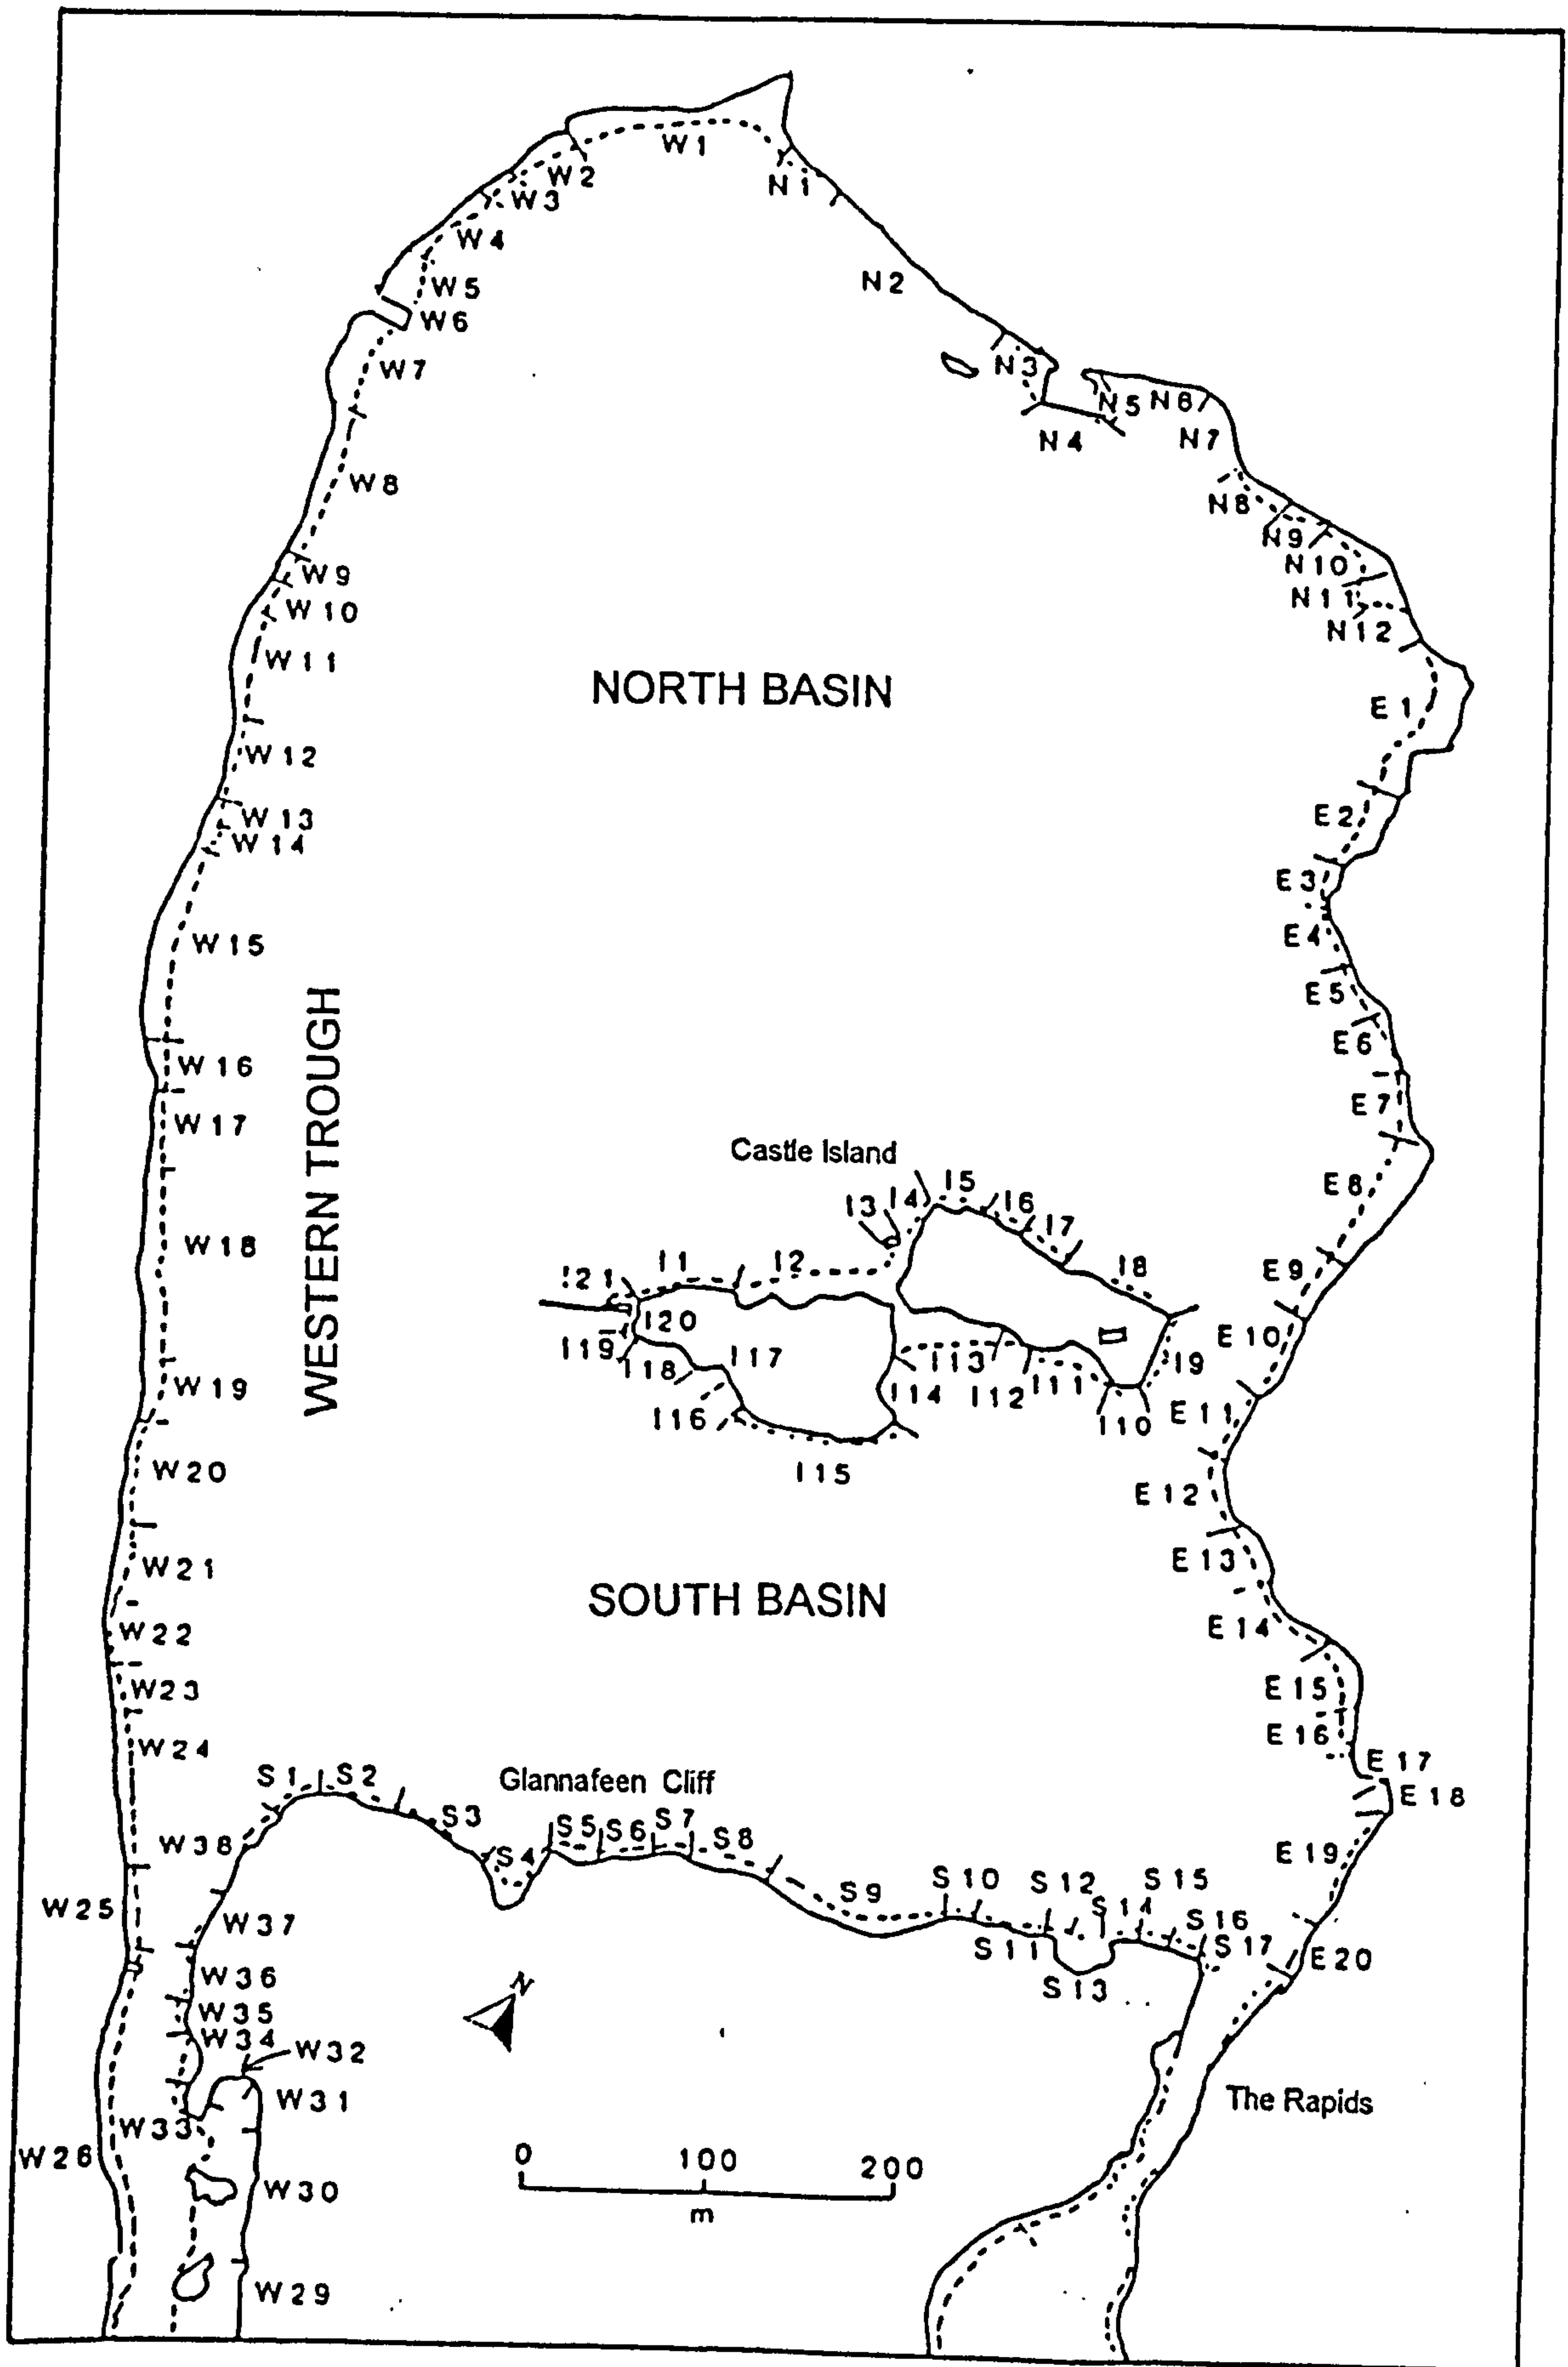 W1
W2
N1
W3
W4
N2
W5
W6
N3
W7
N5 N6
N4
N7
W8
N8
N9
N10
W9
N11
W10
N12
W11
NORTH BASIN
E1
W12
E2
W13
W14
E3
E4
W15
E5
E6
W16
E7
W17
WESTERN TROUGH
Castle Island
I5
E8
I4
I3
I6
I7
W18
I8
I2
I1
I21
E9
I20
E10
I19
I18
I17
I13
I9
W19
I14
I12
I11
I16
I10
E11
W20
I15
E12
W21
E13
SOUTH BASIN
W22
E14
W23
E15
W24
E16
E17
S1
S2
Glannafeen Cliff
E18
S3
S5
S6
S7
W38
S4
S8
E19
S9
S10
S12
S15
W25
S14
W37
S11
S16
S17
E20
W36
S13
N
W35
W34
W32
W31
The Rapids
W33
W26
0
100
200
W30
m
W29